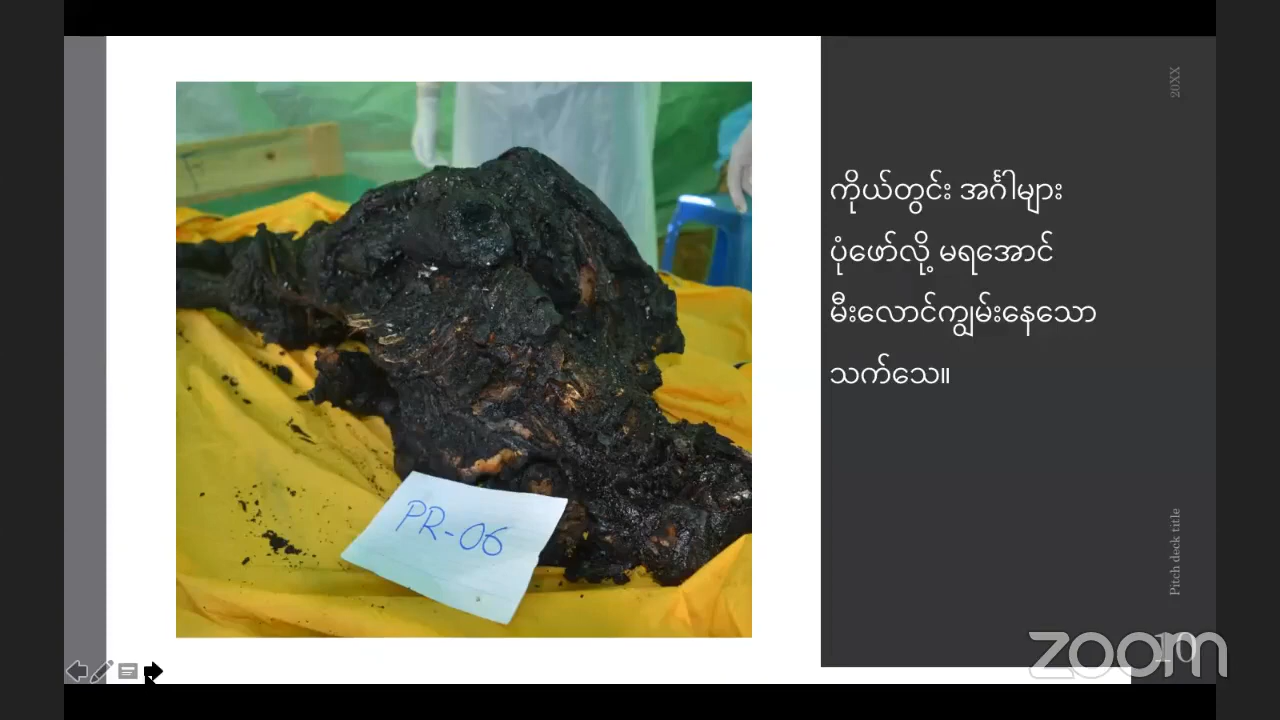 20XX
ကိုယ်တွင်း အင်္ဂါများ
ပုံဖော်လို့ မရအောင်
မီးလောင်ကျွမ်းနေသော
သက်သေ။
PR-06
Pitch deck title
10
zoom